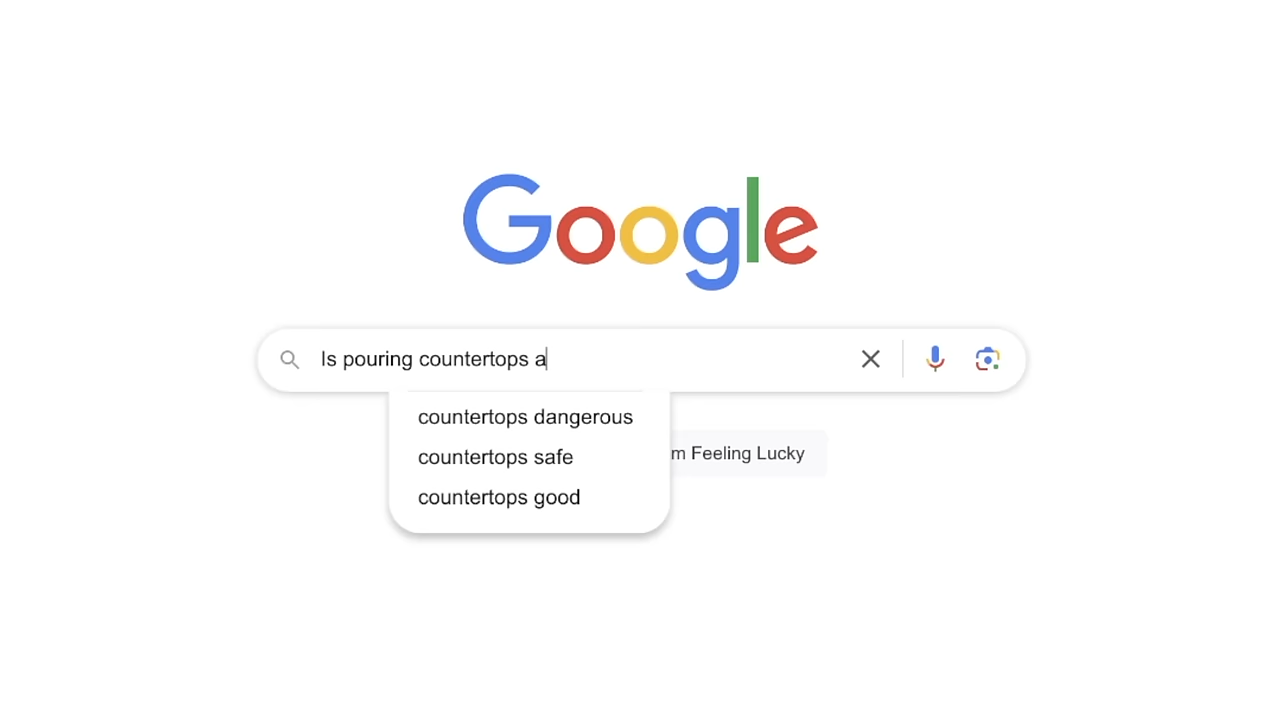 Google
Is pouring countertops a
countertops dangerous
countertops safe
countertops good
m Feeling Lucky